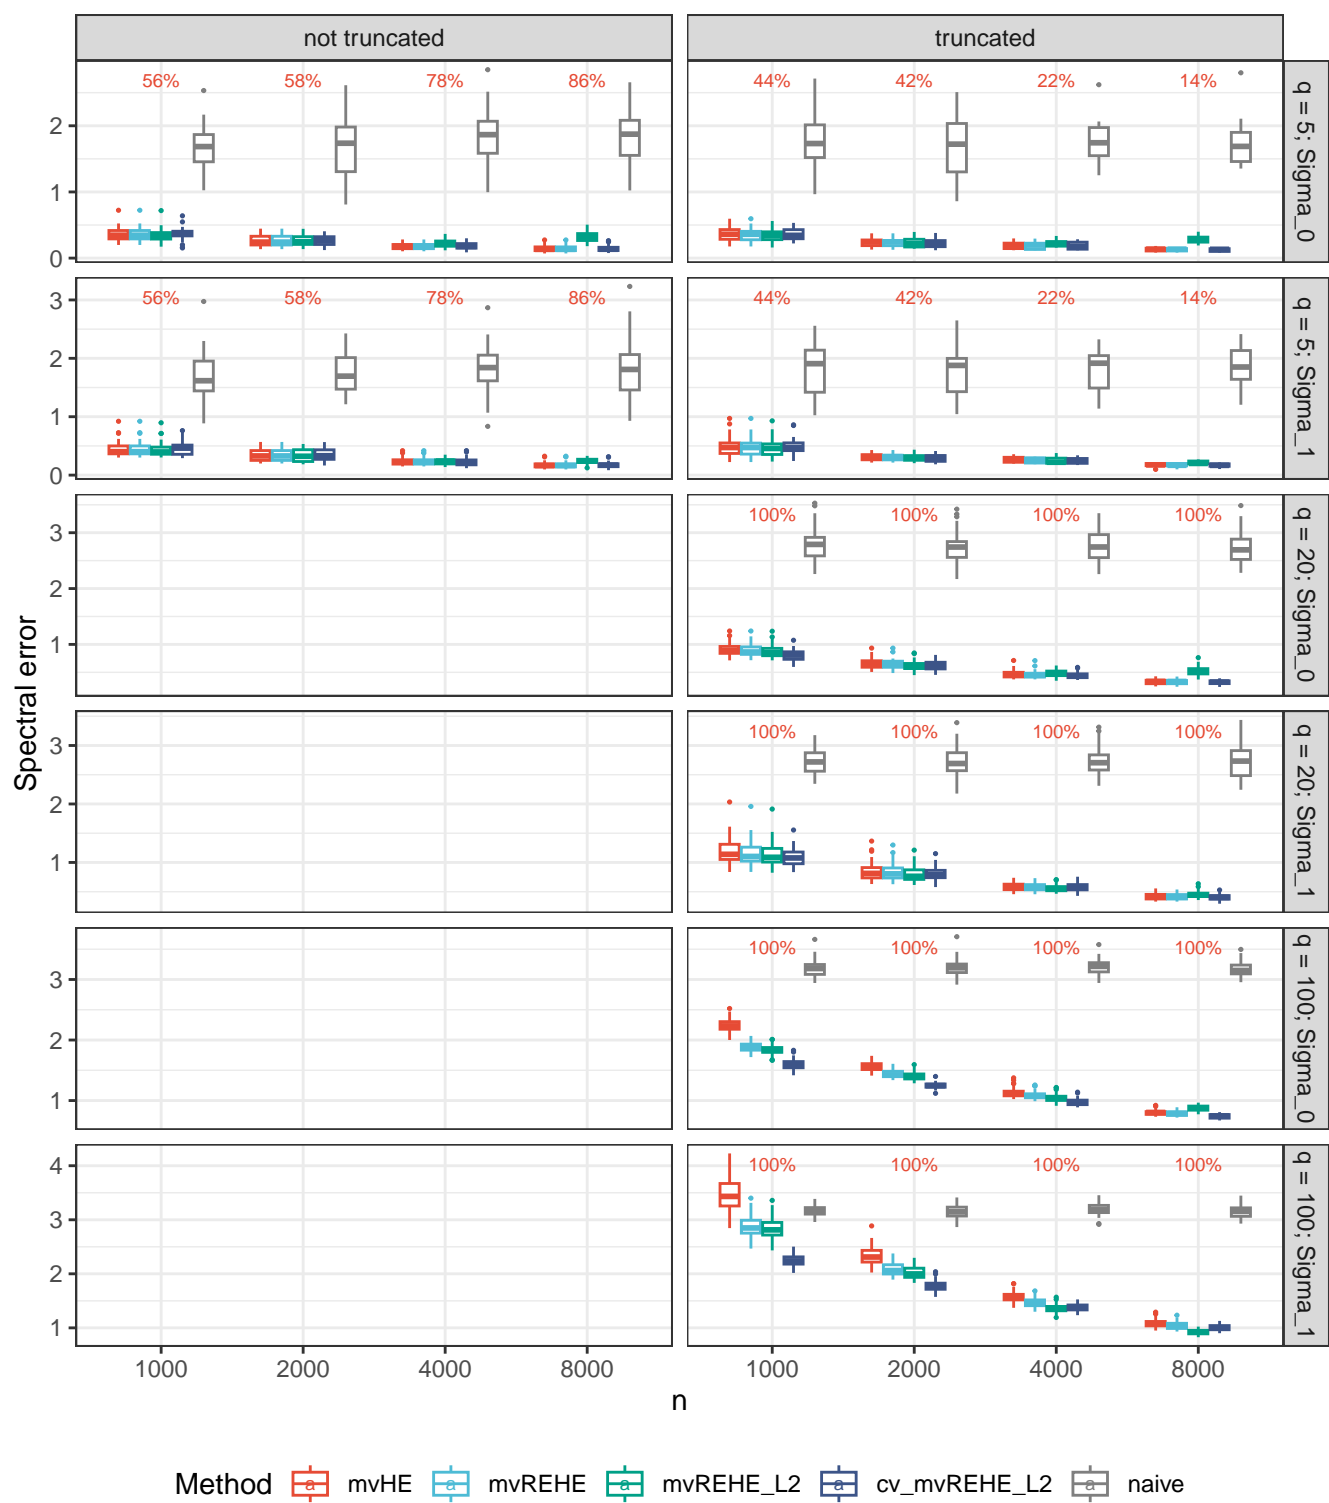 not truncated
truncated
56% 58% 78% 86%
44% 42% 22% 14%
2
1
0
q = 5; Sigma_0
56% 58% 78% 86%
44% 42% 22% 14%
3
2
1
0
q = 5; Sigma_1
100% 100% 100% 100%
3
2
1
q = 20; Sigma_0
100% 100% 100% 100%
3
2
1
q = 20; Sigma_1
100% 100% 100% 100%
3
2
1
q = 100; Sigma_0
100% 100% 100% 100%
4
3
2
1
q = 100; Sigma_1
Spectral error
1000 2000 4000 8000
1000 2000 4000 8000
n
Method a mvHE a mvREHE a mvREHE_L2 a cv_mvREHE_L2 a naive